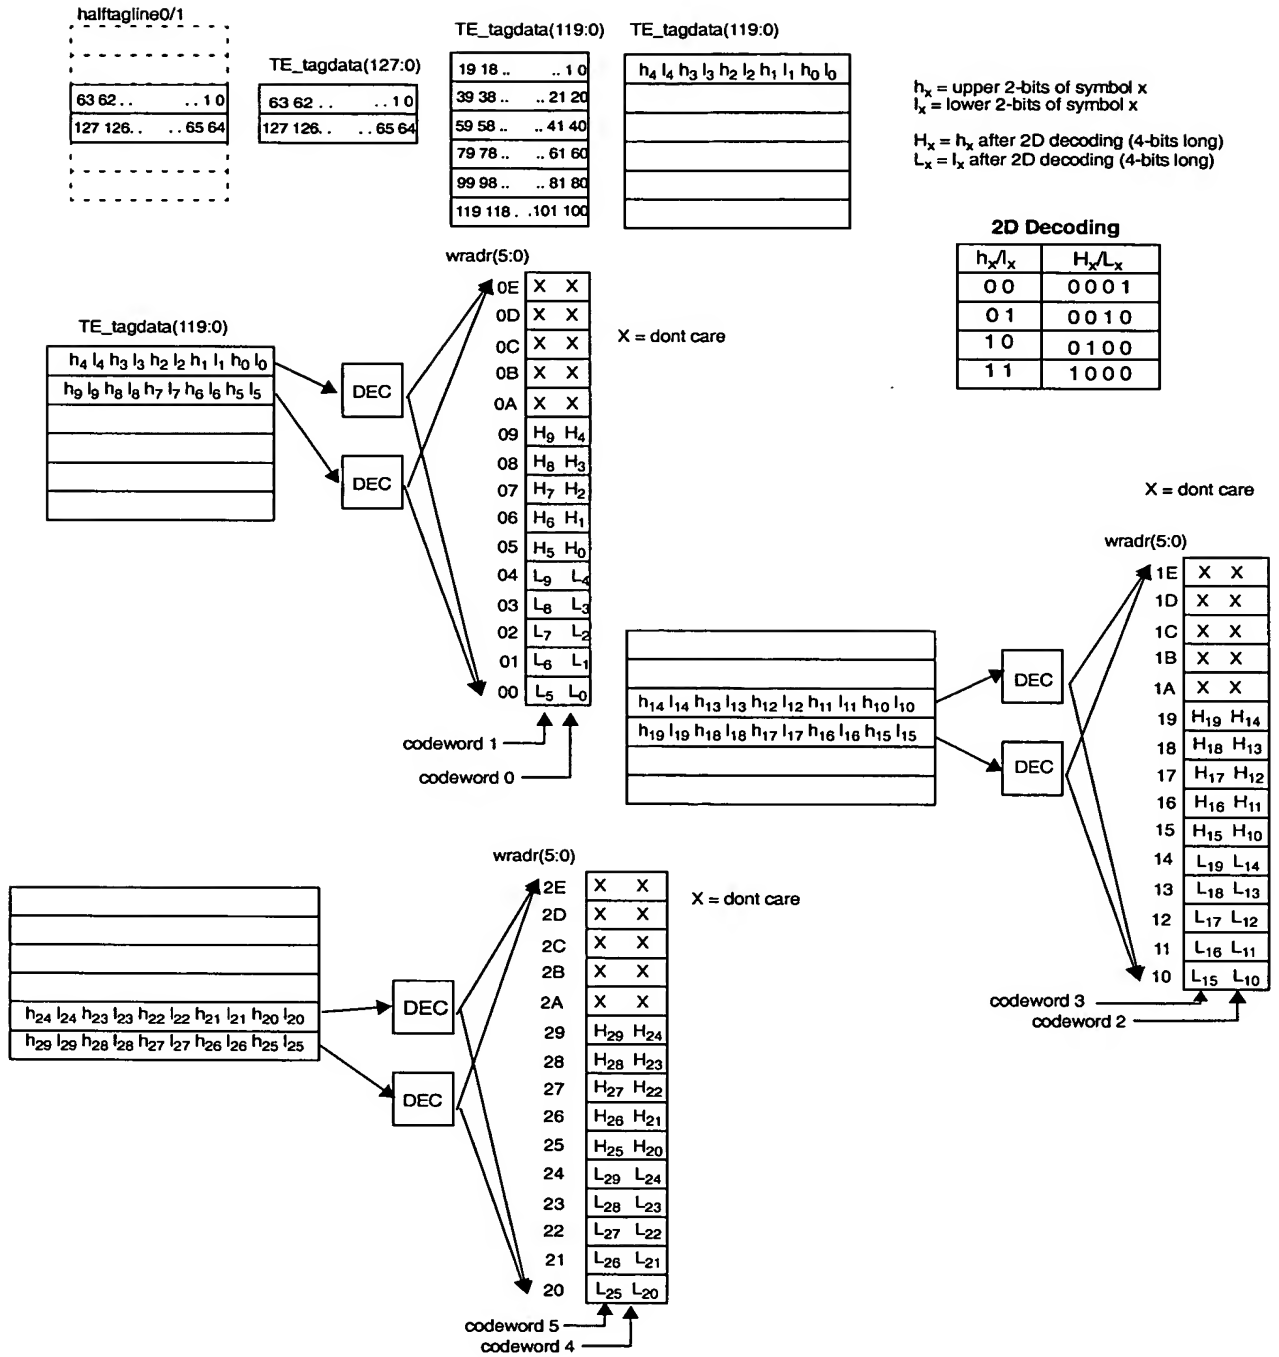 halftagline0/1
63 62 . . . . 1 0
127 126. . . . 65 64
TE_tagdata(127:0)
63 62 . . . . 1 0
127 126. . . . 65 64
TE_tagdata(119:0)
19 18 .. .. 1 0
39 38 .. .. 21 20
59 58 .. .. 41 40
79 78 .. .. 61 60
99 98 .. .. 81 80
119 118 . . .101 100
TE_tagdata(119:0)
h4 l4 h3 l3 h2 l2 h1 l1 h0 l0
hx = upper 2-bits of symbol x
lx = lower 2-bits of symbol x
Hx = hx after 2D decoding (4-bits long)
Lx = lx after 2D decoding (4-bits long)
2D Decoding
hx/lx Hx/Lx
0 0 0 0 0 1
0 1 0 0 1 0
1 0 0 1 0 0
1 1 1 0 0 0
TE_tagdata(119:0)
h4 l4 h3 l3 h2 l2 h1 l1 h0 l0
h9 l9 h8 l8 h7 l7 h6 l6 h5 l5
DEC
DEC
wradr(5:0)
0E X X
0D X X
0C X X
0B X X
0A X X
09 H9 H4
08 H8 H3
07 H7 H2
06 H6 H1
05 H5 H0
04 L9 L4
03 L8 L3
02 L7 L2
01 L6 L1
00 L5 L0
X = dont care
codeword 1
codeword 0
h14 l14 h13 l13 h12 l12 h11 l11 h10 l10
h19 l19 h18 l18 h17 l17 h16 l16 h15 l15
DEC
DEC
X = dont care
wradr(5:0)
1E X X
1D X X
1C X X
1B X X
1A X X
19 H19 H14
18 H18 H13
17 H17 H12
16 H16 H11
15 H15 H10
14 L19 L14
13 L18 L13
12 L17 L12
11 L16 L11
10 L15 L10
codeword 3
codeword 2
h24 l24 h23 l23 h22 l22 h21 l21 h20 l20
h29 l29 h28 l28 h27 l27 h26 l26 h25 l25
DEC
DEC
wradr(5:0)
2E X X
2D X X
2C X X
2B X X
2A X X
29 H29 H24
28 H28 H23
27 H27 H22
26 H26 H21
25 H25 H20
24 L29 L24
23 L28 L23
22 L27 L22
21 L26 L21
20 L25 L20
X = dont care
codeword 5
codeword 4